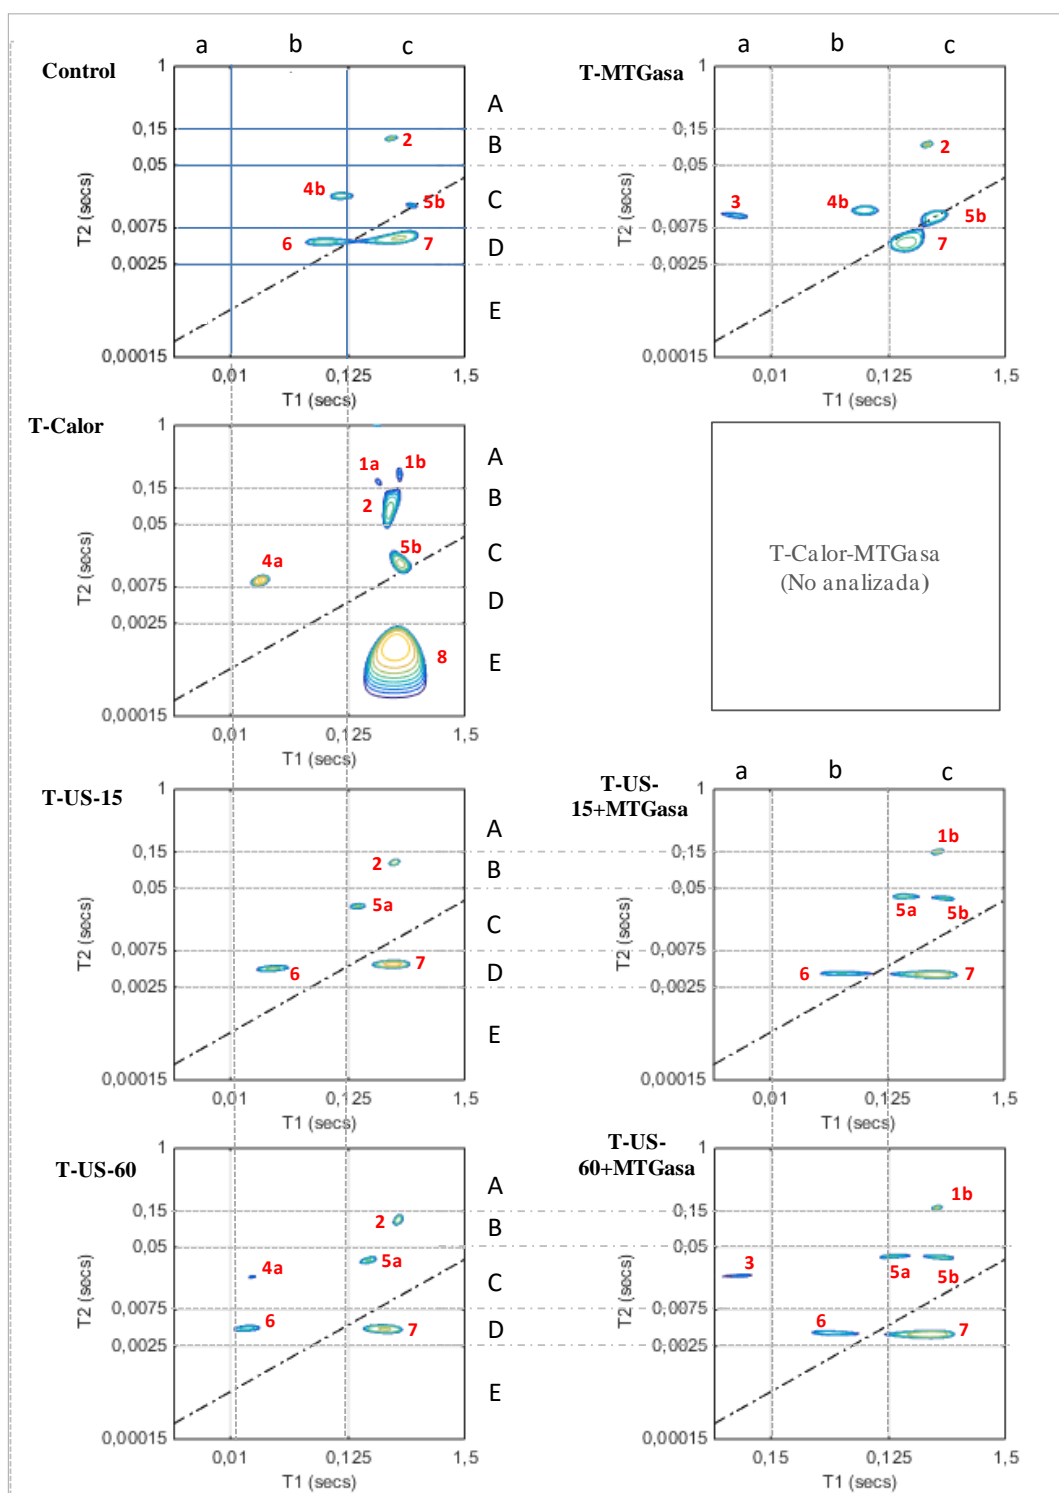 a b c
Control
1
0,15
0,05
0,0075
0,0025
0,00015
T2 (secs)
0,01 0,125 1,5
T1 (secs)
2
4b
5b
6
7
A
B
C
D
E
a b c
T-MTGasa
1
0,15
0,05
0,0075
0,0025
0,00015
T2 (secs)
0,01 0,125 1,5
T1 (secs)
2
3
4b
5b
7
T-Calor
1
0,15
0,05
0,0075
0,0025
0,00015
T2 (secs)
0,01 0,125 1,5
T1 (secs)
1a
1b
2
5b
4a
8
A
B
C
D
E
T-Calor-MTGasa
(No analizada)
T-US-15
1
0,15
0,05
0,0075
0,0025
0,00015
T2 (secs)
0,01 0,125 1,5
T1 (secs)
2
5a
6
7
A
B
C
D
E
a b c
T-US-
15+MTGasa
1
0,15
0,05
0,0075
0,0025
0,00015
T2 (secs)
0,01 0,125 1,5
T1 (secs)
1b
5a
5b
6
7
T-US-60
1
0,15
0,05
0,0075
0,0025
0,00015
T2 (secs)
0,01 0,125 1,5
T1 (secs)
2
5a
4a
6
7
A
B
C
D
E
T-US-
60+MTGasa
1
0,15
0,05
0,0075
0,0025
0,00015
T2 (secs)
0,15 0,125 1,5
T1 (secs)
1b
3
5a
5b
6
7